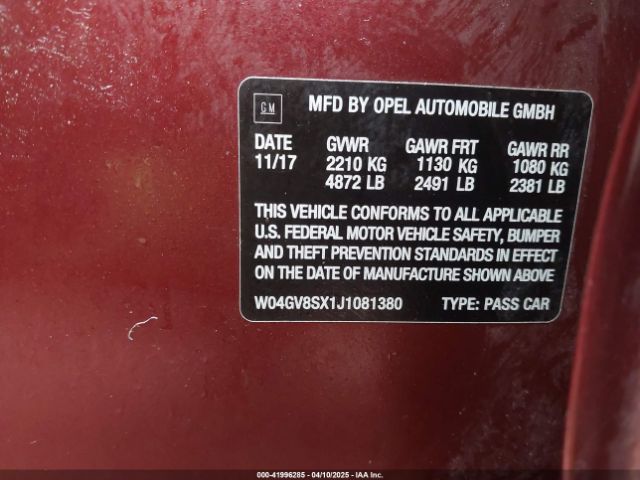 GM MFD BY OPEL AUTOMOBILE GMBH
DATE GVWR GAWR FRT GAWR RR
11/17 2210 KG 1130 KG 1080 KG
4872 LB 2491 LB 2381 LB
THIS VEHICLE CONFORMS TO ALL APPLICABLE
U.S. FEDERAL MOTOR VEHICLE SAFETY, BUMPER
AND THEFT PREVENTION STANDARDS IN EFFECT
ON THE DATE OF MANUFACTURE SHOWN ABOVE
W04GV8SX1J1081380 TYPE: PASS CAR
000-41996285 - 04/10/2025 - IAA Inc.